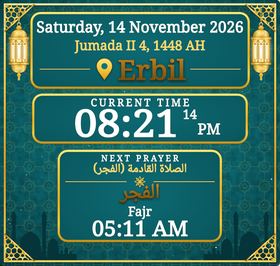 Saturday, 14 November 2026
Jumada II 4, 1448 AH
Erbil
CURRENT TIME
08:21 14 PM
NEXT PRAYER
الصلاة القادمة (الفجر)
الفجر
Fajr
05:11 AM